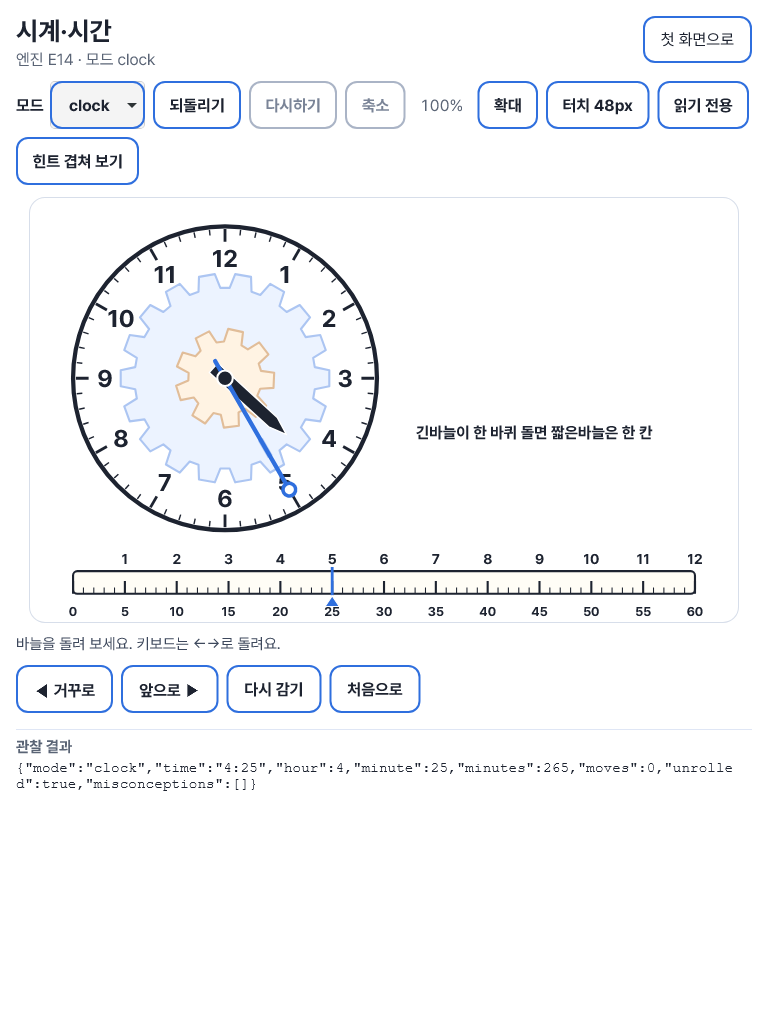 시계·시간
엔진 E14 · 모드 clock
첫 화면으로
모드 clock 되돌리기 다시하기 축소 100% 확대 터치 48px 읽기 전용
힌트 겹쳐 보기
12
11 1
10 2
9 3
8 4
7 5
6
긴바늘이 한 바퀴 돌면 짧은바늘은 한 칸
1 2 3 4 5 6 7 8 9 10 11 12
0 5 10 15 20 25 30 35 40 45 50 55 60
바늘을 돌려 보세요. 키보드는 ←→로 돌려요.
◀ 거꾸로 앞으로 ▶ 다시 감기 처음으로
관찰 결과
{"mode":"clock","time":"4:25","hour":4,"minute":25,"minutes":265,"moves":0,"unrolle
d":true,"misconceptions":[]}